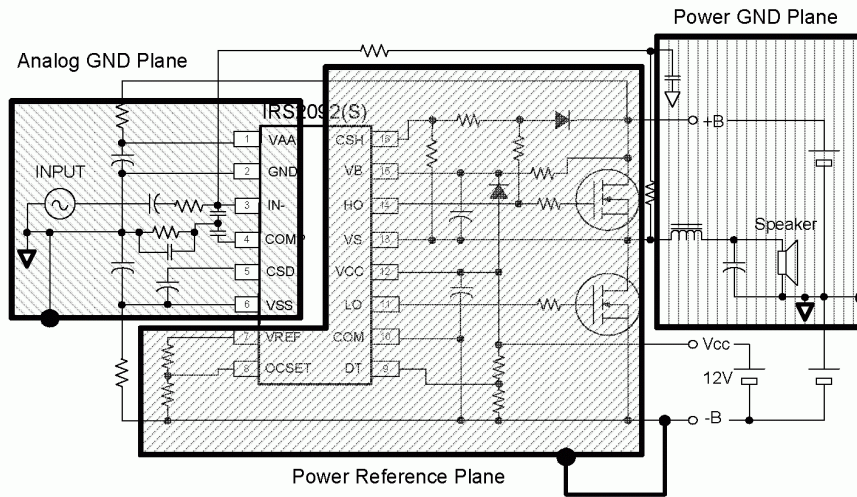 Power GND Plane
Analog GND Plane
IRS2092(S)
1 VAA CSH 16
+B
2 GND VB 15
INPUT
3 IN- HO 14
Speaker
4 COMP VS 13
5 CSD VCC 12
6 VSS LO 11
7 VREF COM 10
Vcc
8 OCSET DT 9
12V
-B
Power Reference Plane